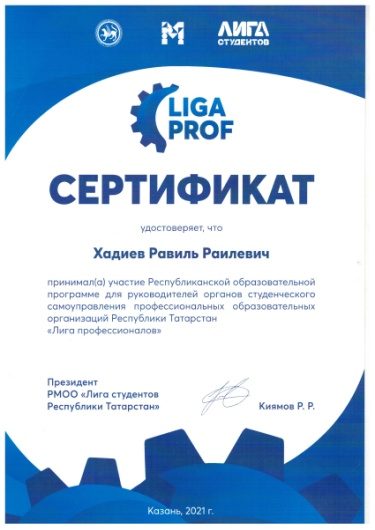 М
ЛИГА
СТУДЕНТОВ
LIGA
PROF
СЕРТИФИКАТ
удостоверяет, что
Хадиев Равиль Раилевич
принимал(а) участие Республиканской образовательной
программе для руководителей органов студенческого
самоуправления профессиональных образовательных
организаций Республики Татарстан
«Лига профессионалов»
Президент
РМОО «Лига студентов
Республики Татарстан»
Киямов Р. Р.
Казань, 2021 г.